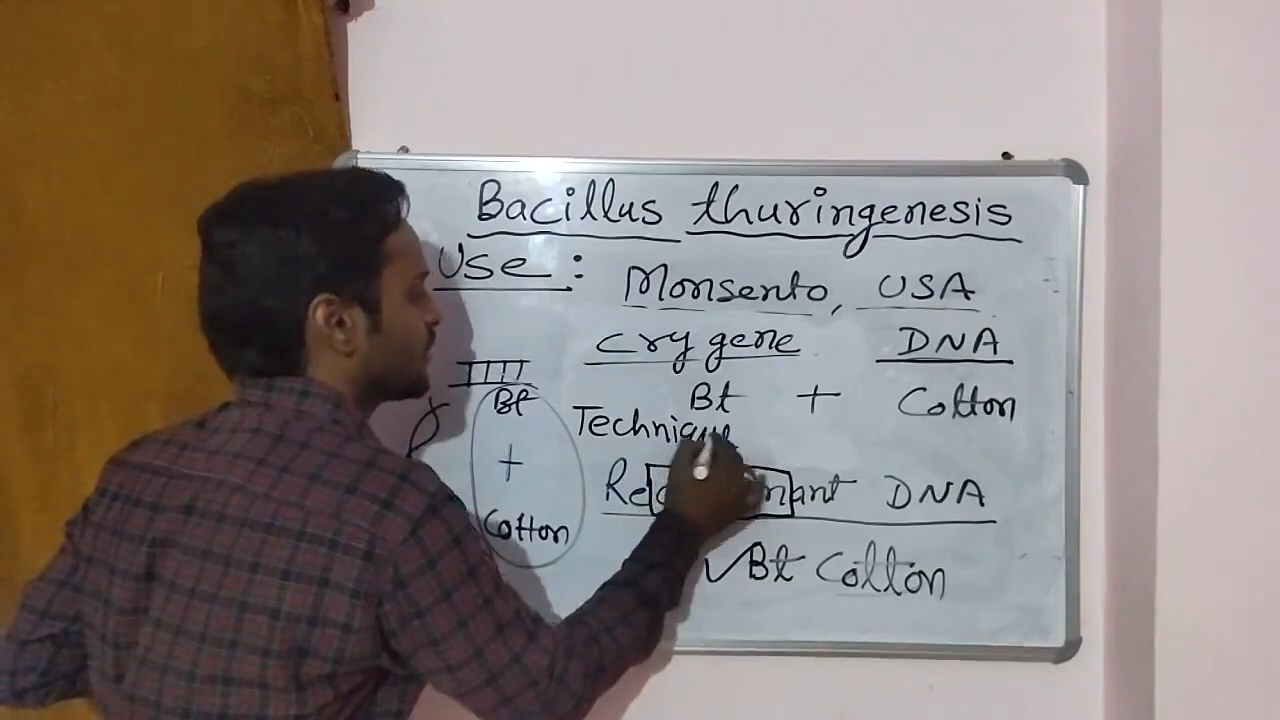 Bacillus thuringenesis
Use :
Monsento, USA
cry gene DNA
Bt + Cotton
Technique
DNA
✓Bt Cotton
Bt
+
Cotton